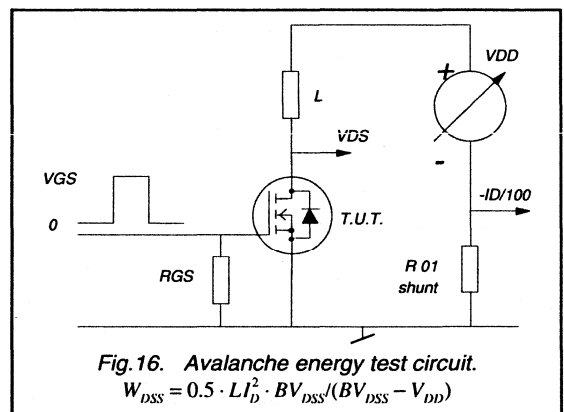 VDD
+
L
-
VDS
VGS
-ID/100
0
T.U.T.
RGS
R 01
shunt
Fig.16. Avalanche energy test circuit.
W_DSS = 0.5 · LI_D^2 · BV_DSS/(BV_DSS − V_DD)